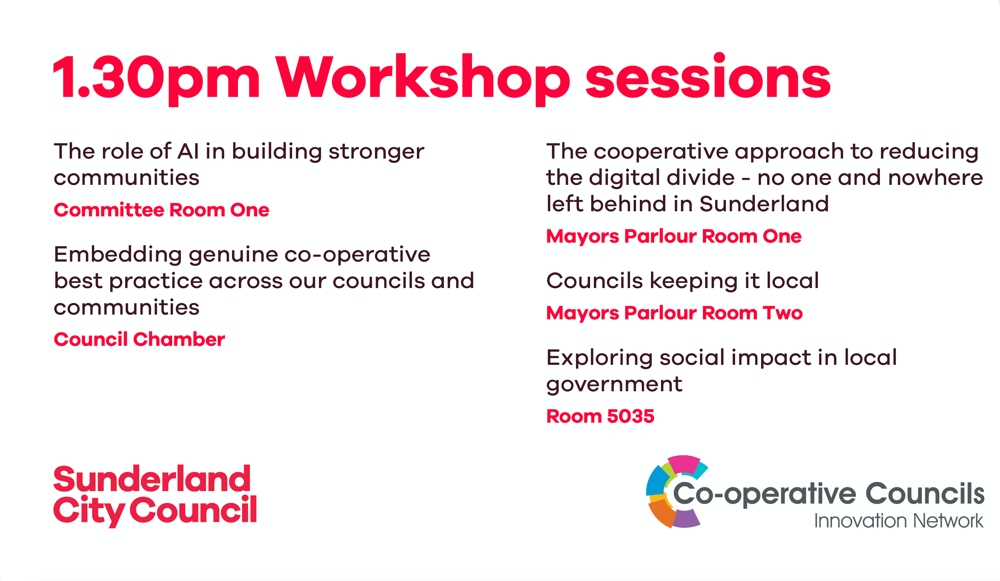 1.30pm Workshop sessions
The role of AI in building stronger
communities
Committee Room One
Embedding genuine co-operative
best practice across our councils and
communities
Council Chamber
The cooperative approach to reducing
the digital divide - no one and nowhere
left behind in Sunderland
Mayors Parlour Room One
Councils keeping it local
Mayors Parlour Room Two
Exploring social impact in local
government
Room 5035
Sunderland
City Council
Co-operative Councils
Innovation Network